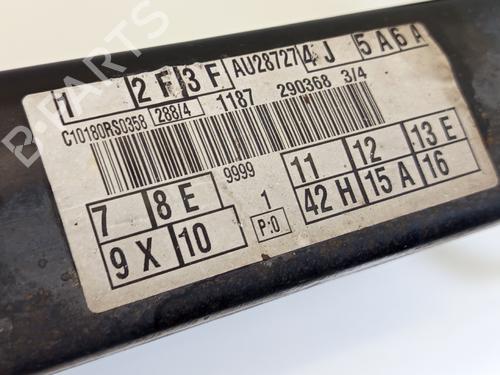 1 2 F 3 F AU28727 4 J 5 A 6 A
C10180RS0358 288/4 1187 290368 3/4
9999
7 8 E 1 11 12 13 E
9 X 10 P:0 42 H 15 A 16